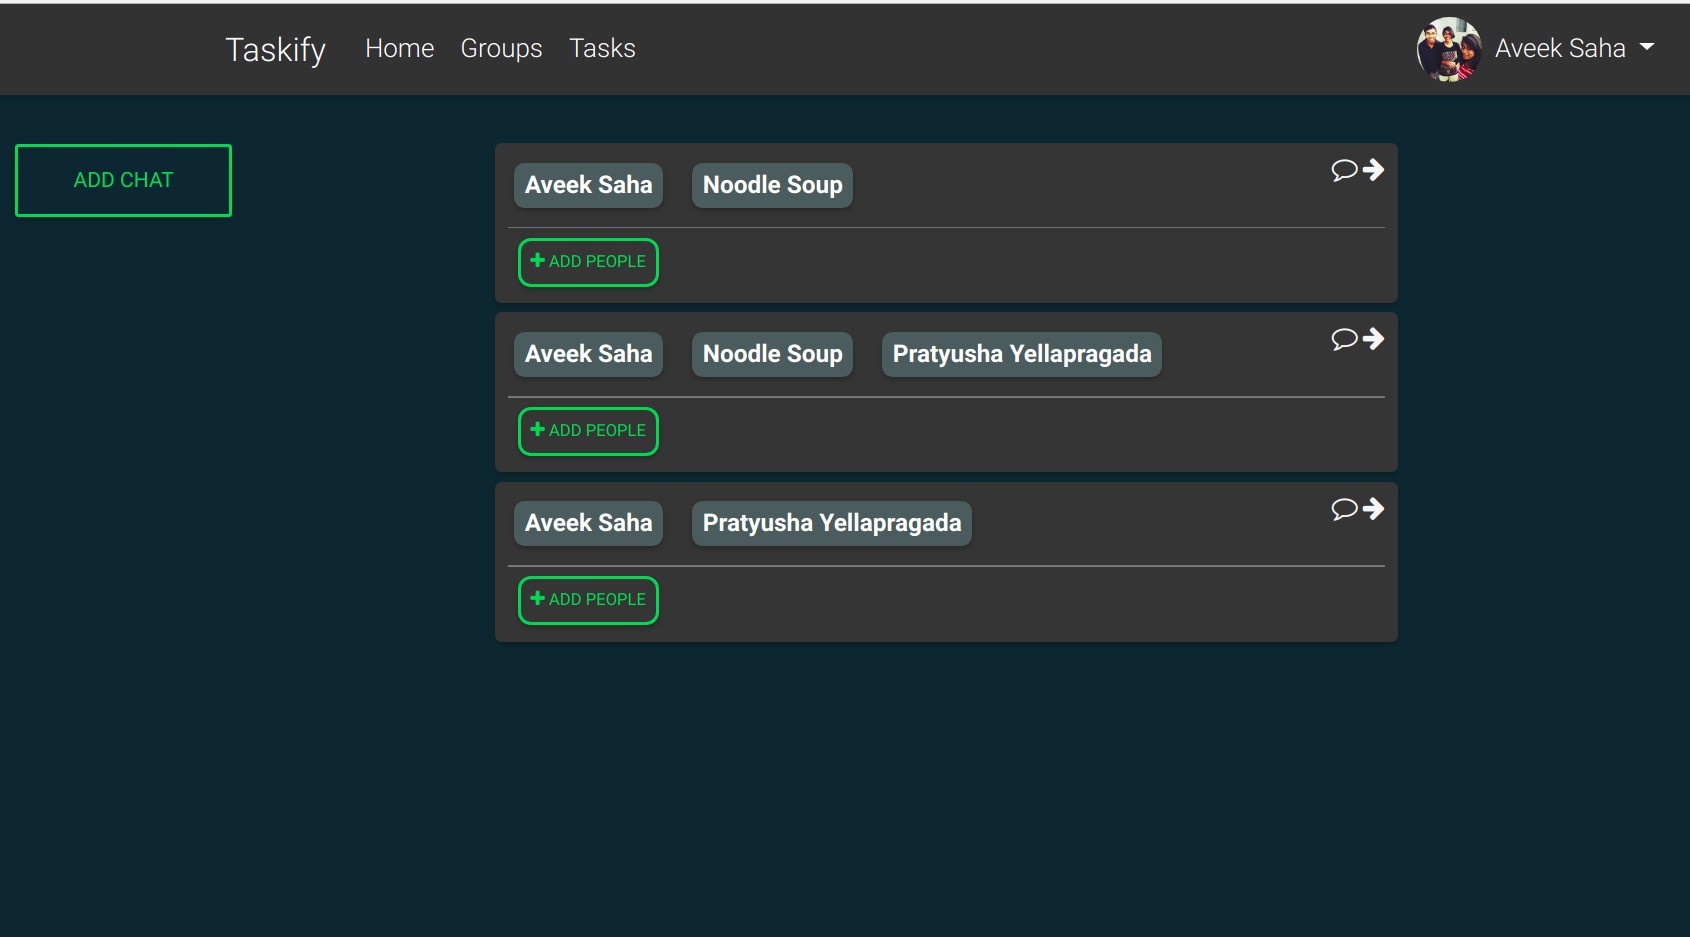 Taskify Home Groups Tasks Aveek Saha
ADD CHAT
Aveek Saha Noodle Soup
ADD PEOPLE
Aveek Saha Noodle Soup Pratyusha Yellapragada
ADD PEOPLE
Aveek Saha Pratyusha Yellapragada
ADD PEOPLE